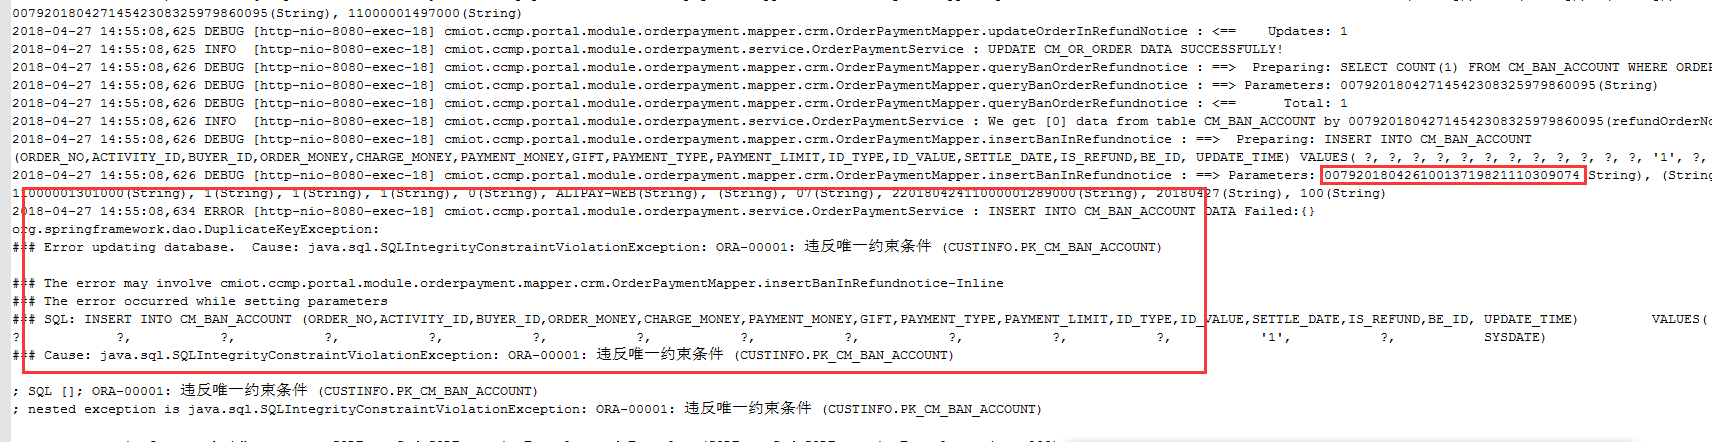 00792018042714542308325979860095(String), 11000001497000(String)
2018-04-27 14:55:08,625 DEBUG [http-nio-8080-exec-18] cmiot.ccmp.portal.module.orderpayment.mapper.crm.OrderPaymentMapper.updateOrderInRefundNotice : <==    Updates: 1
2018-04-27 14:55:08,625 INFO  [http-nio-8080-exec-18] cmiot.ccmp.portal.module.orderpayment.service.OrderPaymentService : UPDATE CM_OR_ORDER DATA SUCCESSFULLY!
2018-04-27 14:55:08,626 DEBUG [http-nio-8080-exec-18] cmiot.ccmp.portal.module.orderpayment.mapper.crm.OrderPaymentMapper.queryBanOrderRefundnotice : ==>  Preparing: SELECT COUNT(1) FROM CM_BAN_ACCOUNT WHERE ORDER
2018-04-27 14:55:08,626 DEBUG [http-nio-8080-exec-18] cmiot.ccmp.portal.module.orderpayment.mapper.crm.OrderPaymentMapper.queryBanOrderRefundnotice : ==> Parameters: 00792018042714542308325979860095(String)
2018-04-27 14:55:08,626 DEBUG [http-nio-8080-exec-18] cmiot.ccmp.portal.module.orderpayment.mapper.crm.OrderPaymentMapper.queryBanOrderRefundnotice : <==      Total: 1
2018-04-27 14:55:08,626 INFO  [http-nio-8080-exec-18] cmiot.ccmp.portal.module.orderpayment.service.OrderPaymentService : We get [0] data from table CM_BAN_ACCOUNT by 00792018042714542308325979860095(refundOrderNo
2018-04-27 14:55:08,626 DEBUG [http-nio-8080-exec-18] cmiot.ccmp.portal.module.orderpayment.mapper.crm.OrderPaymentMapper.insertBanInRefundnotice : ==>  Preparing: INSERT INTO CM_BAN_ACCOUNT
(ORDER_NO,ACTIVITY_ID,BUYER_ID,ORDER_MONEY,CHARGE_MONEY,PAYMENT_MONEY,GIFT,PAYMENT_TYPE,PAYMENT_LIMIT,ID_TYPE,ID_VALUE,SETTLE_DATE,IS_REFUND,BE_ID, UPDATE_TIME) VALUES( ?, ?, ?, ?, ?, ?, ?, ?, ?, ?, ?, ?, '1', ?,
2018-04-27 14:55:08,626 DEBUG [http-nio-8080-exec-18] cmiot.ccmp.portal.module.orderpayment.mapper.crm.OrderPaymentMapper.insertBanInRefundnotice : ==> Parameters: 00792018042610013719821110309074(String), (String
11000001301000(String), 1(String), 1(String), 1(String), 0(String), ALIPAY-WEB(String), (String), 07(String), 22018042411000001289000(String), 20180427(String), 100(String)
2018-04-27 14:55:08,634 ERROR [http-nio-8080-exec-18] cmiot.ccmp.portal.module.orderpayment.service.OrderPaymentService : INSERT INTO CM_BAN_ACCOUNT DATA Failed:{}
org.springframework.dao.DuplicateKeyException:
### Error updating database.  Cause: java.sql.SQLIntegrityConstraintViolationException: ORA-00001: 违反唯一约束条件 (CUSTINFO.PK_CM_BAN_ACCOUNT)
### The error may involve cmiot.ccmp.portal.module.orderpayment.mapper.crm.OrderPaymentMapper.insertBanInRefundnotice-Inline
### The error occurred while setting parameters
### SQL: INSERT INTO CM_BAN_ACCOUNT (ORDER_NO,ACTIVITY_ID,BUYER_ID,ORDER_MONEY,CHARGE_MONEY,PAYMENT_MONEY,GIFT,PAYMENT_TYPE,PAYMENT_LIMIT,ID_TYPE,ID_VALUE,SETTLE_DATE,IS_REFUND,BE_ID, UPDATE_TIME)         VALUES(
?,            ?,            ?,            ?,            ?,            ?,            ?,            ?,            ?,            ?,            ?,            ?,            '1',            ?,            SYSDATE)
### Cause: java.sql.SQLIntegrityConstraintViolationException: ORA-00001: 违反唯一约束条件 (CUSTINFO.PK_CM_BAN_ACCOUNT)
; SQL []; ORA-00001: 违反唯一约束条件 (CUSTINFO.PK_CM_BAN_ACCOUNT)
; nested exception is java.sql.SQLIntegrityConstraintViolationException: ORA-00001: 违反唯一约束条件 (CUSTINFO.PK_CM_BAN_ACCOUNT)